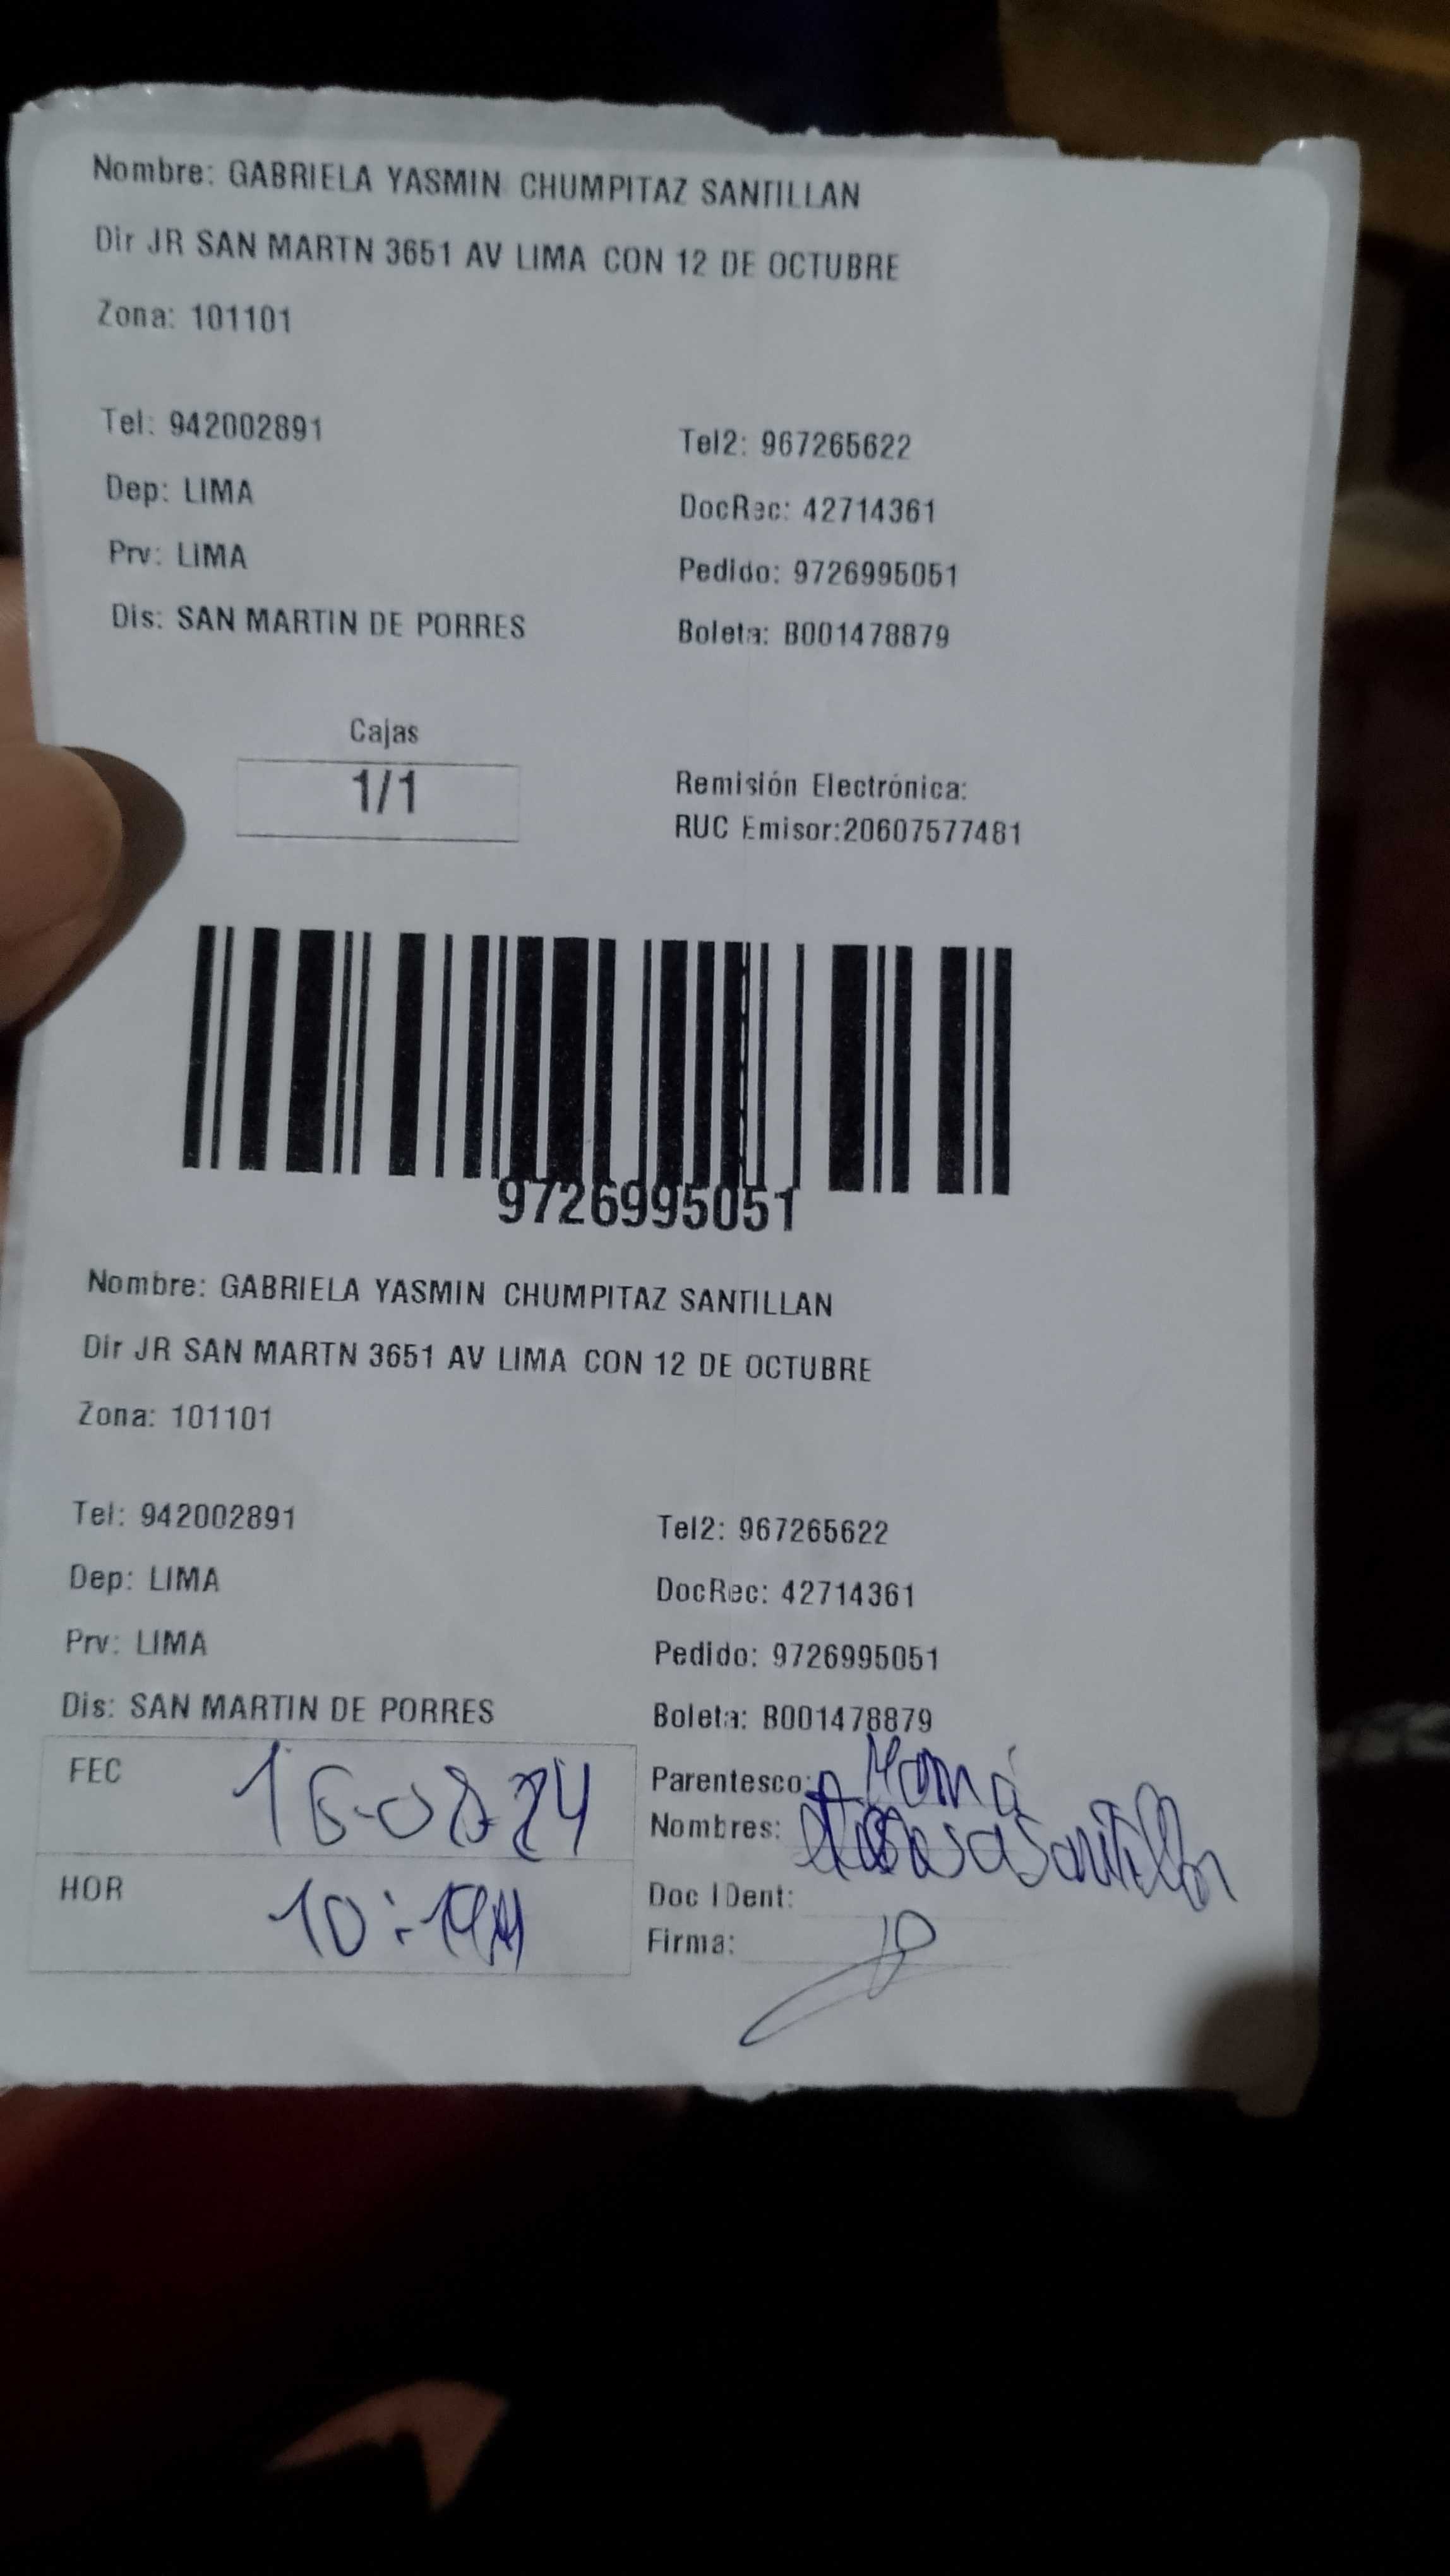 Nombre: GABRIELA YASMIN CHUMPITAZ SANTILLAN
Dir JR SAN MARTN 3651 AV LIMA CON 12 DE OCTUBRE
Zona: 101101
Tel: 942002891 Tel2: 967265622
Dep: LIMA DocRec: 42714361
Prv: LIMA Pedido: 9726995051
Dis: SAN MARTIN DE PORRES Boleta: B001478879
Cajas
1/1
Remisión Electrónica:
RUC Emisor:20607577481
9726995051
Nombre: GABRIELA YASMIN CHUMPITAZ SANTILLAN
Dir JR SAN MARTN 3651 AV LIMA CON 12 DE OCTUBRE
Zona: 101101
Tel: 942002891 Tel2: 967265622
Dep: LIMA DocRec: 42714361
Prv: LIMA Pedido: 9726995051
Dis: SAN MARTIN DE PORRES Boleta: B001478879
FEC Parentesco: Mamá
Nombres: Santillan
HOR Doc IDent:
Firma: